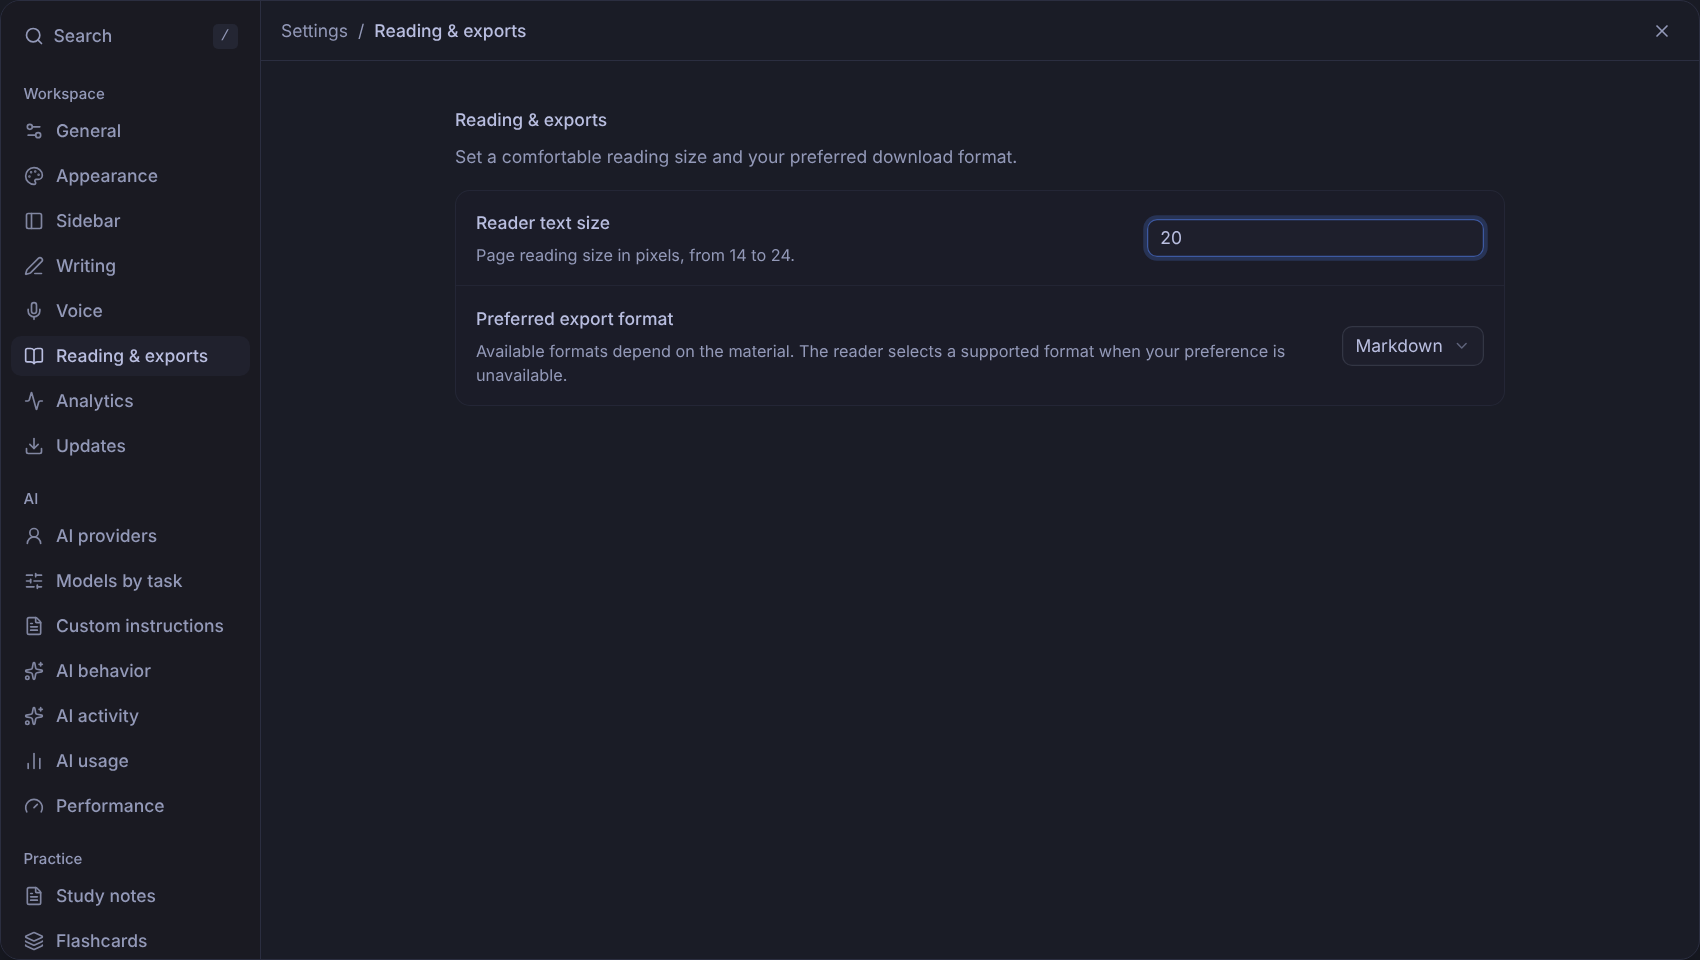 Search
/
Workspace
General
Appearance
Sidebar
Writing
Voice
Reading & exports
Analytics
Updates
AI
AI providers
Models by task
Custom instructions
AI behavior
AI activity
AI usage
Performance
Practice
Study notes
Flashcards
Settings / Reading & exports
Reading & exports
Set a comfortable reading size and your preferred download format.
Reader text size
Page reading size in pixels, from 14 to 24.
20
Preferred export format
Available formats depend on the material. The reader selects a supported format when your preference is
unavailable.
Markdown